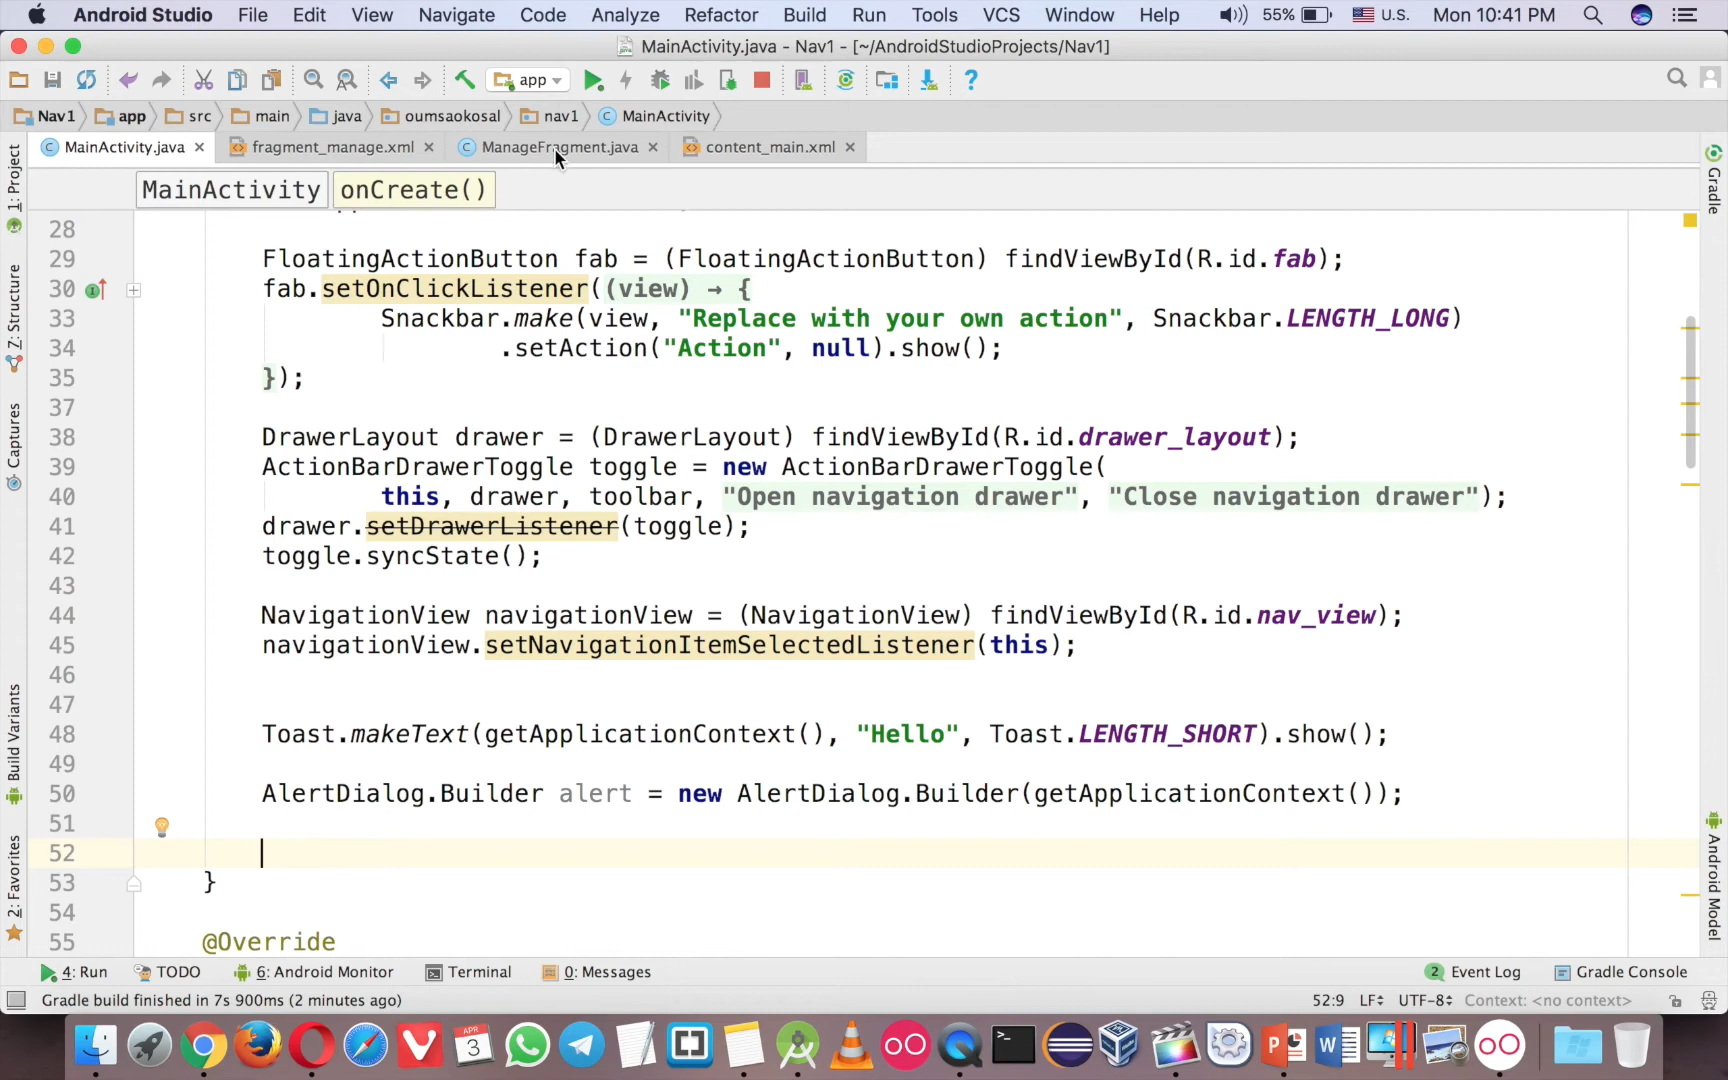 Android Studio File Edit View Navigate Code Analyze Refactor Build Run Tools VCS Window Help 55% U.S. Mon 10:41 PM
MainActivity.java - Nav1 - [~/AndroidStudioProjects/Nav1]
app
Nav1 app src main java oumsaokosal nav1 MainActivity
MainActivity.java fragment_manage.xml ManageFragment.java content_main.xml
MainActivity onCreate()
28
29 FloatingActionButton fab = (FloatingActionButton) findViewById(R.id.fab);
30 fab.setOnClickListener((view) → {
33 Snackbar.make(view, "Replace with your own action", Snackbar.LENGTH_LONG)
34 .setAction("Action", null).show();
35 });
37
38 DrawerLayout drawer = (DrawerLayout) findViewById(R.id.drawer_layout);
39 ActionBarDrawerToggle toggle = new ActionBarDrawerToggle(
40 this, drawer, toolbar, "Open navigation drawer", "Close navigation drawer");
41 drawer.setDrawerListener(toggle);
42 toggle.syncState();
43
44 NavigationView navigationView = (NavigationView) findViewById(R.id.nav_view);
45 navigationView.setNavigationItemSelectedListener(this);
46
47
48 Toast.makeText(getApplicationContext(), "Hello", Toast.LENGTH_SHORT).show();
49
50 AlertDialog.Builder alert = new AlertDialog.Builder(getApplicationContext());
51
52
53 }
54
55 @Override
1: Project
Z: Structure
Captures
Build Variants
2: Favorites
Gradle
Android Model
4: Run TODO 6: Android Monitor Terminal 0: Messages 2 Event Log Gradle Console
Gradle build finished in 7s 900ms (2 minutes ago) 52:9 LF UTF-8 Context: <no context>
APR
3